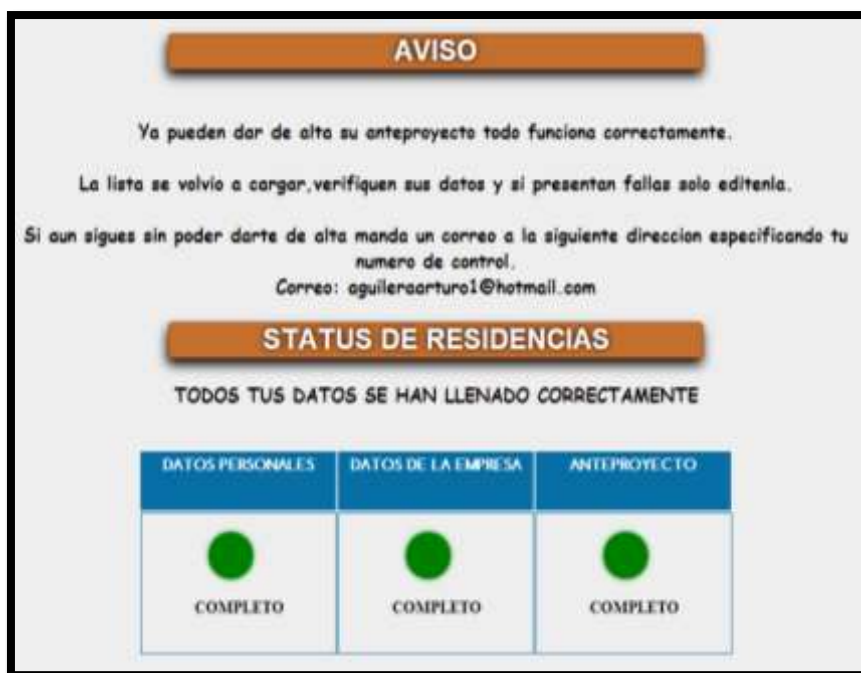 AVISO
Ya pueden dar de alta su anteproyecto todo funciona correctamente.
La lista se volvio a cargar,verifiquen sus datos y si presentan fallas solo editenla.
Si aun sigues sin poder darte de alta manda un correo a la siguiente direccion especificando tu
numero de control.
Correo: aguileraarturo1@hotmail.com
STATUS DE RESIDENCIAS
TODOS TUS DATOS SE HAN LLENADO CORRECTAMENTE
DATOS PERSONALES DATOS DE LA EMPRESA ANTEPROYECTO
COMPLETO COMPLETO COMPLETO